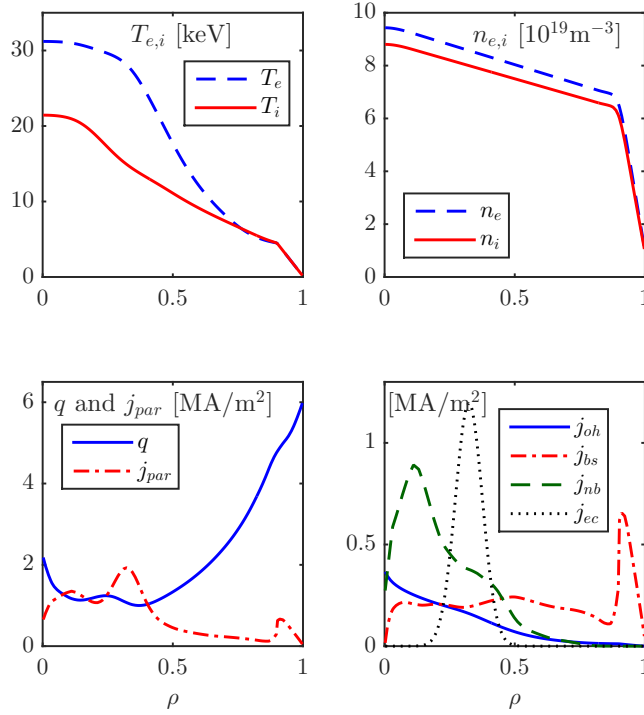 T_{e,i} [keV]
30
20
10
0
0
0.5
1
T_e
T_i
n_{e,i} [10^{19}m^{-3}]
10
8
6
4
2
0
0
0.5
1
n_e
n_i
q and j_{par} [MA/m^2]
6
4
2
0
0
0.5
1
q
j_{par}
ρ
[MA/m^2]
1
0.5
0
0
0.5
1
j_{oh}
j_{bs}
j_{nb}
j_{ec}
ρ